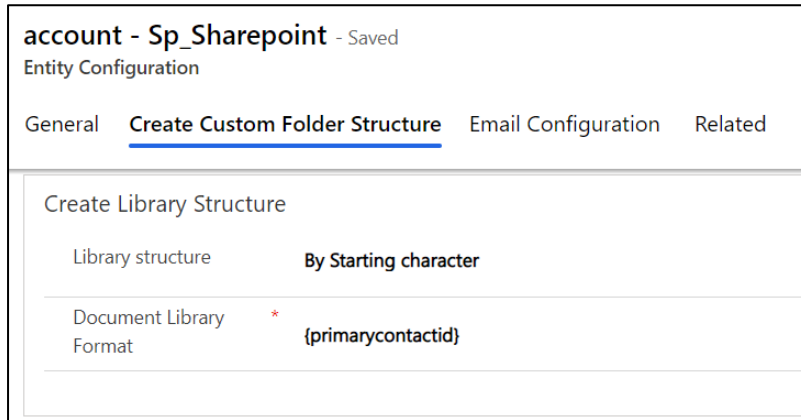 account - Sp_Sharepoint - Saved
Entity Configuration
General Create Custom Folder Structure Email Configuration Related
Create Library Structure
Library structure By Starting character
Document Library * {primarycontactid}
Format